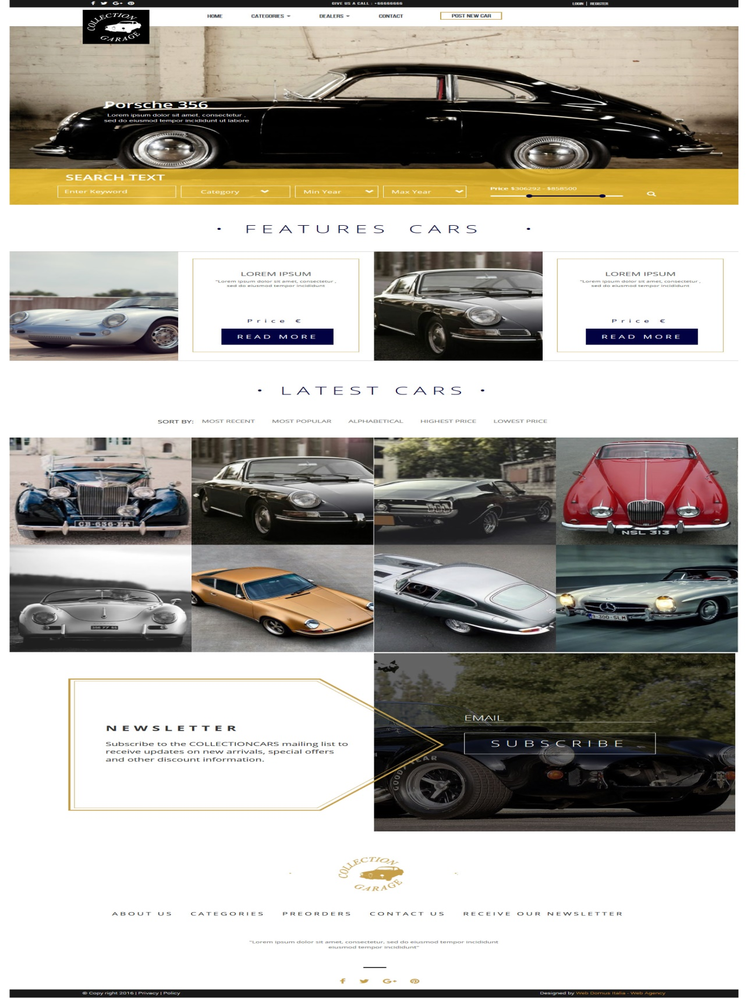 GIVE US A CALL : +66666666
LOGIN | REGISTER
COLLECTION
GARAGE
HOME
CATEGORIES
DEALERS
CONTACT
POST NEW CAR
Porsche 356
Lorem ipsum dolor sit amet, consectetur ,
sed do eiusmod tempor incididunt ut labore
SEARCH TEXT
Enter Keyword
Category
Min Year
Max Year
Price $306292 - $858500
• FEATURES CARS •
LOREM IPSUM
"Lorem ipsum dolor sit amet, consectetur ,
sed do eiusmod tempor incididunt
Price €
READ MORE
LOREM IPSUM
"Lorem ipsum dolor sit amet, consectetur ,
sed do eiusmod tempor incididunt
Price €
READ MORE
• LATEST CARS •
SORT BY: MOST RECENT MOST POPULAR ALPHABETICAL HIGHEST PRICE LOWEST PRICE
CB-636-ET
NSL 313
356 YY 55
9-300-SLM
NEWSLETTER
Subscribe to the COLLECTIONCARS mailing list to
receive updates on new arrivals, special offers
and other discount information.
EMAIL
SUBSCRIBE
GOODYEAR
COLLECTION
GARAGE
ABOUT US CATEGORIES PREORDERS CONTACT US RECEIVE OUR NEWSLETTER
"Lorem ipsum dolor sit amet, consectetur, sed do eiusmod tempor incididunt
eiusmod tempor incididunt"
© Copy right 2016 | Privacy | Policy
Designed by Web Domus Italia - Web Agency